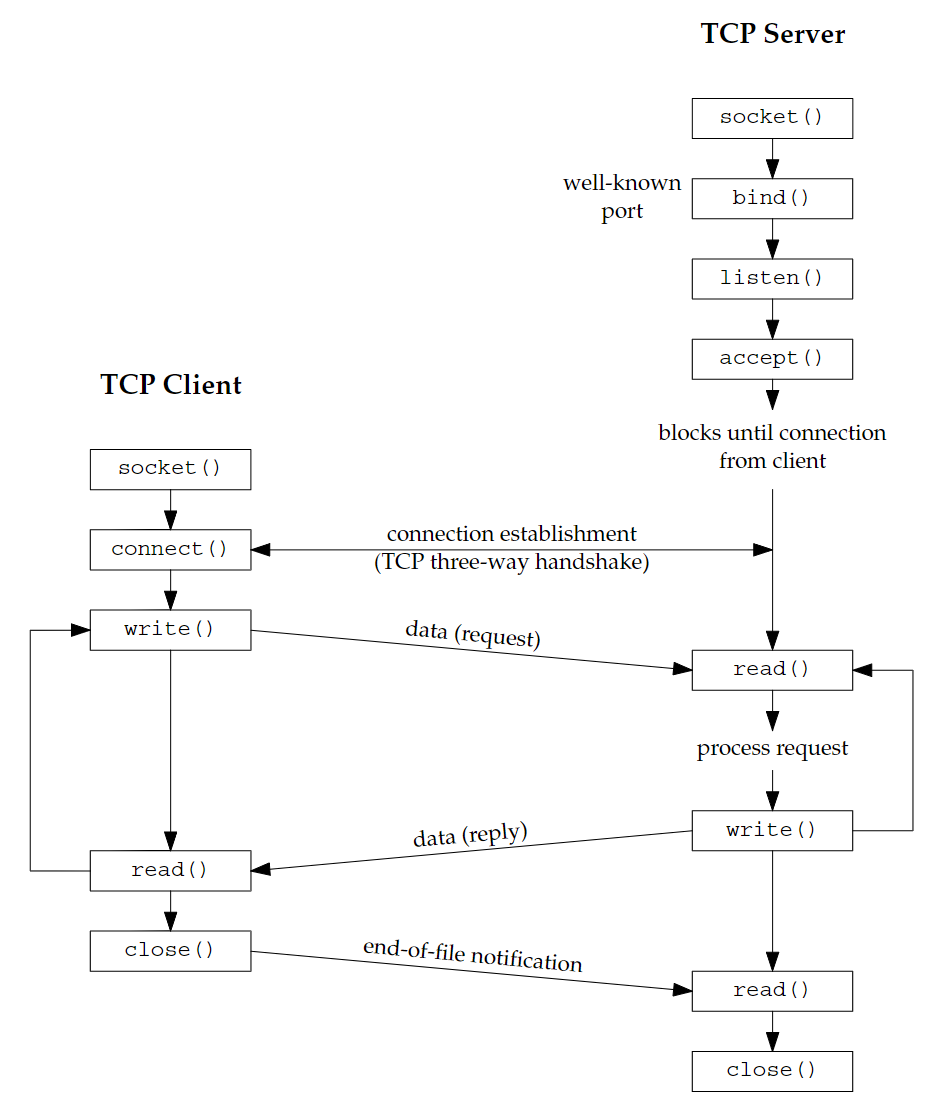 TCP Server
socket()
well-known
port
bind()
listen()
accept()
blocks until connection
from client
TCP Client
socket()
connect()
connection establishment
(TCP three-way handshake)
write()
data (request)
read()
process request
write()
data (reply)
read()
close()
end-of-file notification
read()
close()